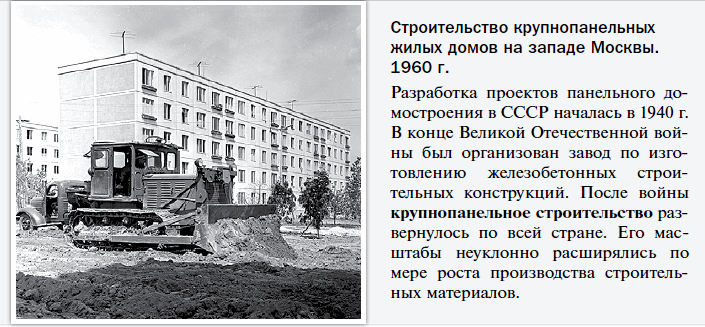 Строительство крупнопанельных
жилых домов на западе Москвы.
1960 г.
Разработка проектов панельного до-
мостроения в СССР началась в 1940 г.
В конце Великой Отечественной вой-
ны был организован завод по изго-
товлению железобетонных строи-
тельных конструкций. После войны
крупнопанельное строительство раз-
вернулось по всей стране. Его мас-
штабы неуклонно расширялись по
мере роста производства строитель-
ных материалов.